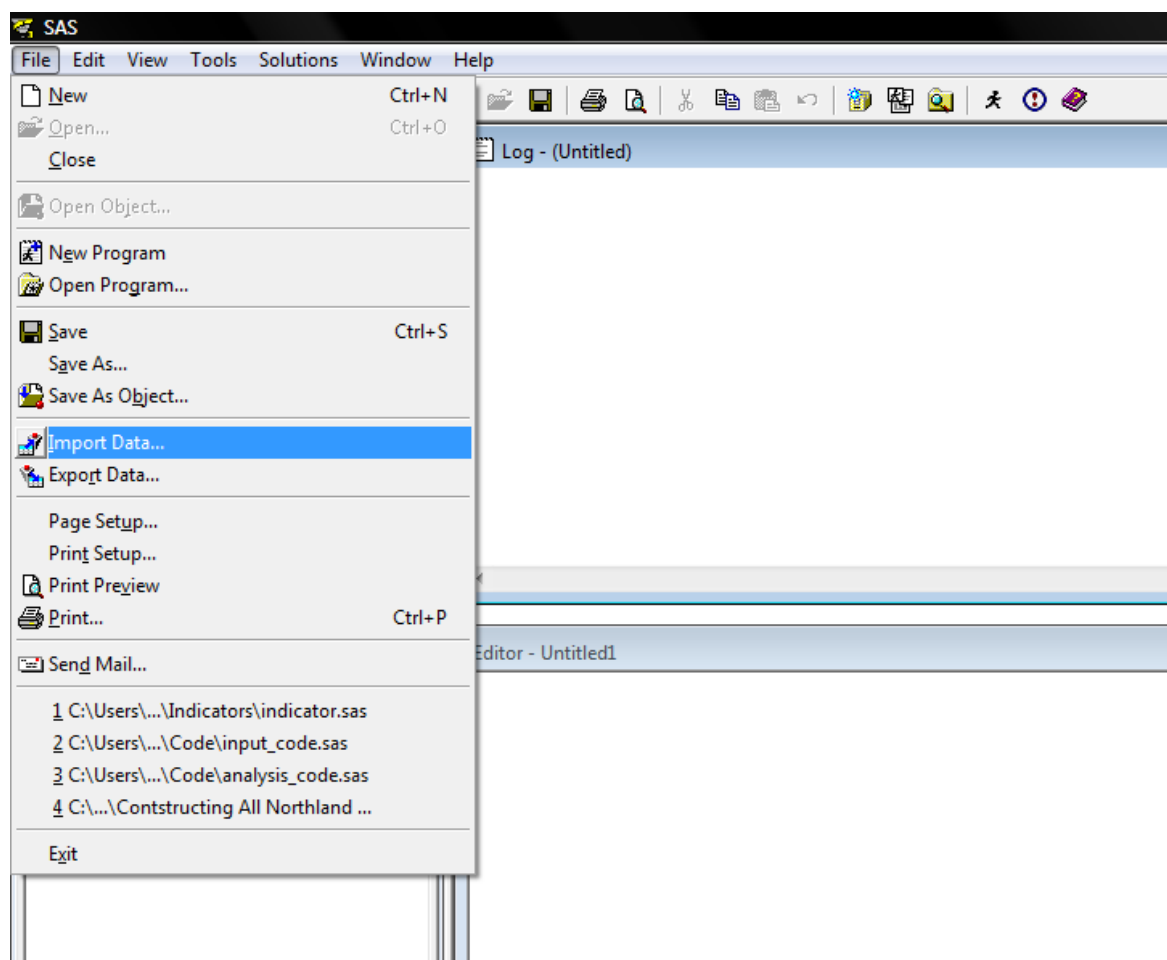 SAS
File Edit View Tools Solutions Window Help
New Ctrl+N
Open... Ctrl+O
Close
Open Object...
New Program
Open Program...
Save Ctrl+S
Save As...
Save As Object...
Import Data...
Export Data...
Page Setup...
Print Setup...
Print Preview
Print... Ctrl+P
Send Mail...
1 C:\Users\...\Indicators\indicator.sas
2 C:\Users\...\Code\input_code.sas
3 C:\Users\...\Code\analysis_code.sas
4 C:\...\Contstructing All Northland ...
Exit
Log - (Untitled)
Editor - Untitled1